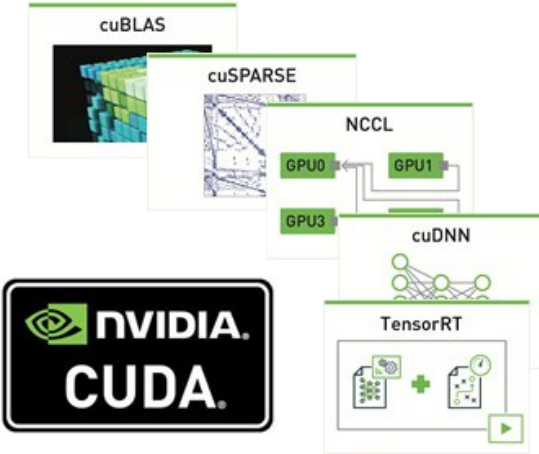 cuBLAS
cuSPARSE
NCCL
GPU0 GPU1
GPU3
cuDNN
TensorRT
NVIDIA.
CUDA.